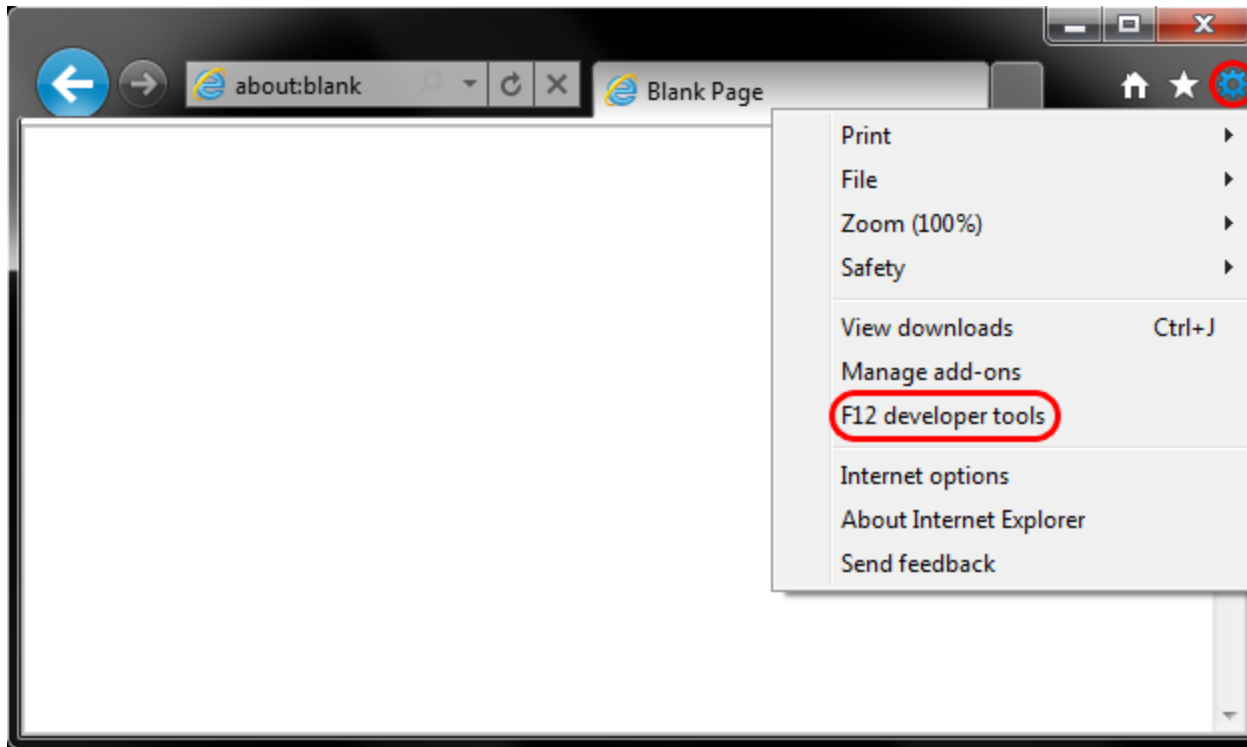 about:blank
Blank Page
Print
File
Zoom (100%)
Safety
View downloads Ctrl+J
Manage add-ons
F12 developer tools
Internet options
About Internet Explorer
Send feedback